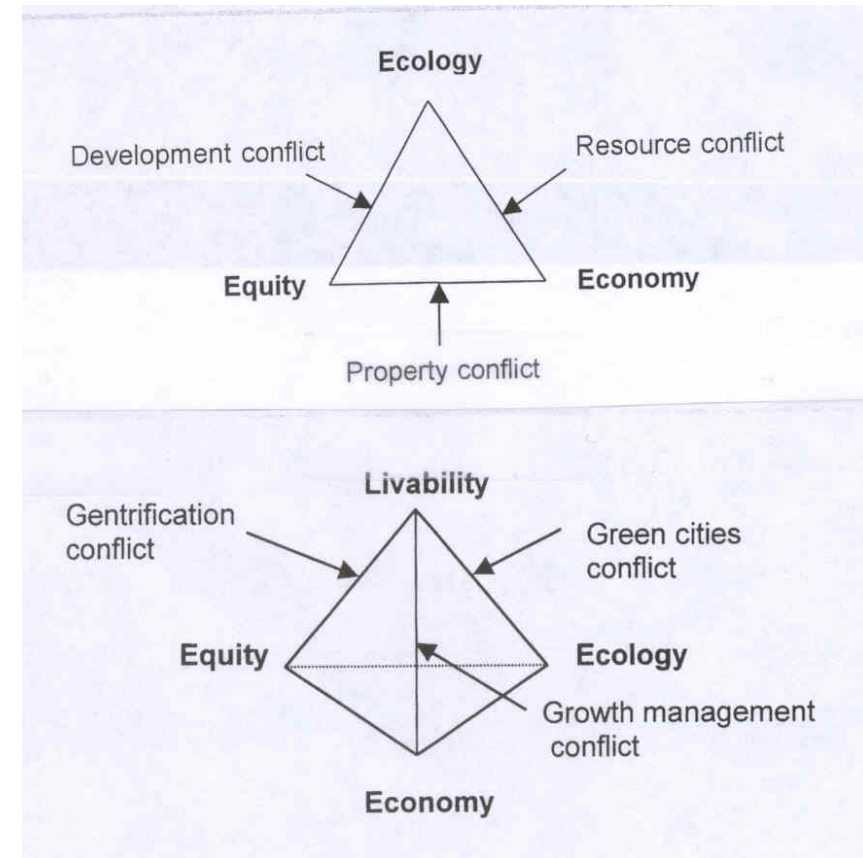 Ecology
Development conflict
Resource conflict
Equity
Economy
Property conflict
Livability
Gentrification
conflict
Green cities
conflict
Equity
Ecology
Growth management
conflict
Economy